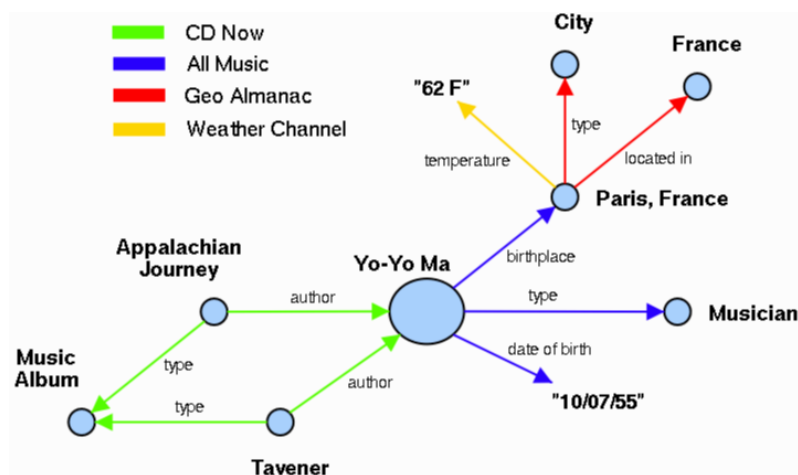 City
CD Now
France
All Music
"62 F"
Geo Almanac
type
Weather Channel
temperature
located in
Paris, France
Appalachian
Journey
Yo-Yo Ma
birthplace
author
type
Musician
type
date of birth
Music
Album
author
type
"10/07/55"
Tavener